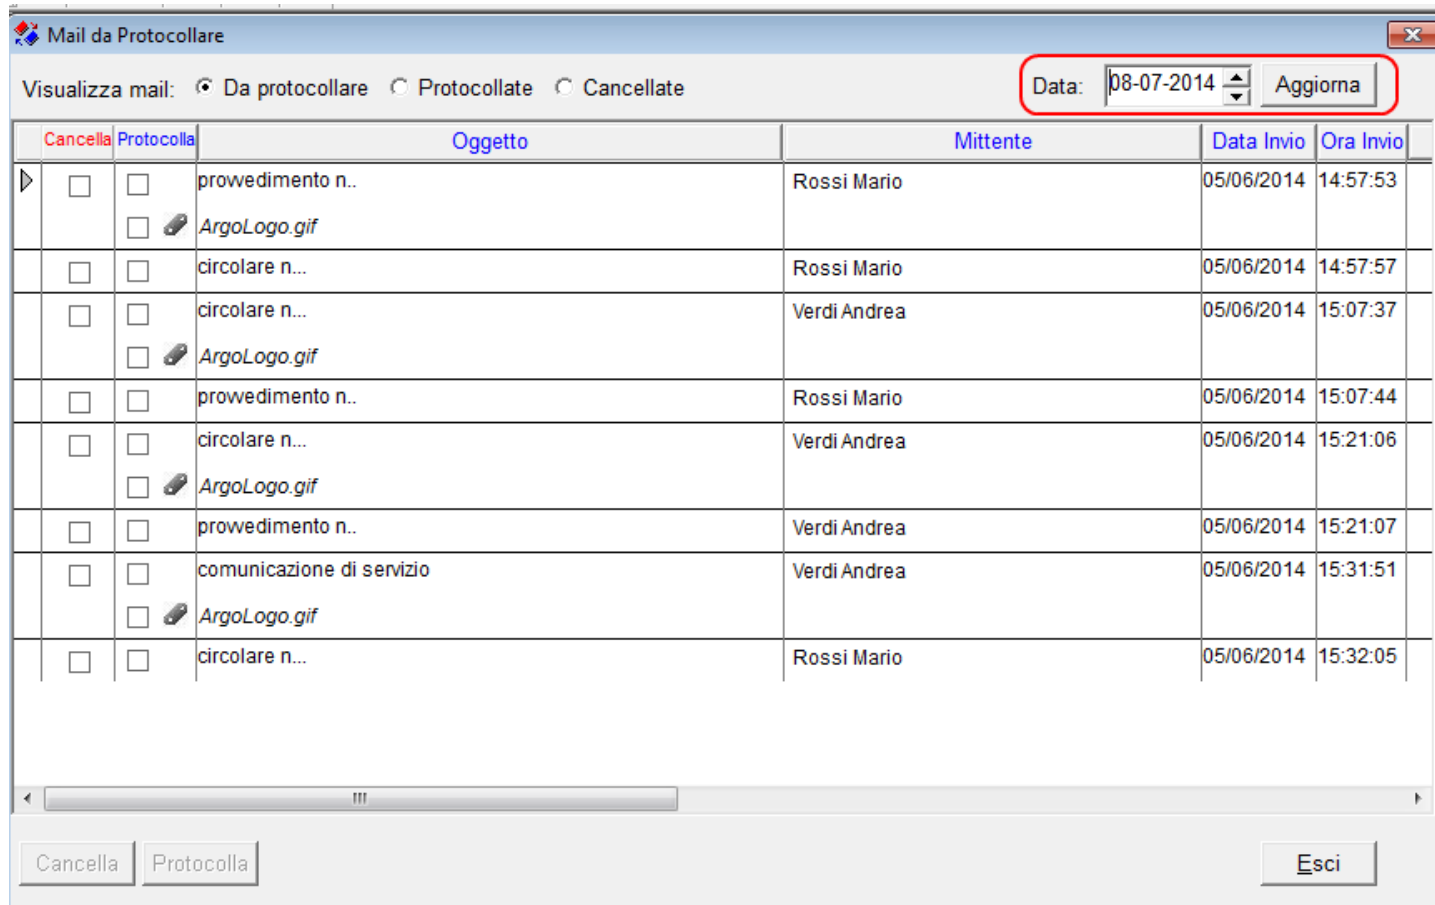 Mail da Protocollare
Visualizza mail: Da protocollare Protocollate Cancellate Data: 08-07-2014 Aggiorna
Cancella Protocolla Oggetto Mittente Data Invio Ora Invio
provvedimento n.. Rossi Mario 05/06/2014 14:57:53
ArgoLogo.gif
circolare n... Rossi Mario 05/06/2014 14:57:57
circolare n... Verdi Andrea 05/06/2014 15:07:37
ArgoLogo.gif
provvedimento n.. Rossi Mario 05/06/2014 15:07:44
circolare n... Verdi Andrea 05/06/2014 15:21:06
ArgoLogo.gif
provvedimento n.. Verdi Andrea 05/06/2014 15:21:07
comunicazione di servizio Verdi Andrea 05/06/2014 15:31:51
ArgoLogo.gif
circolare n... Rossi Mario 05/06/2014 15:32:05
Cancella Protocolla Esci